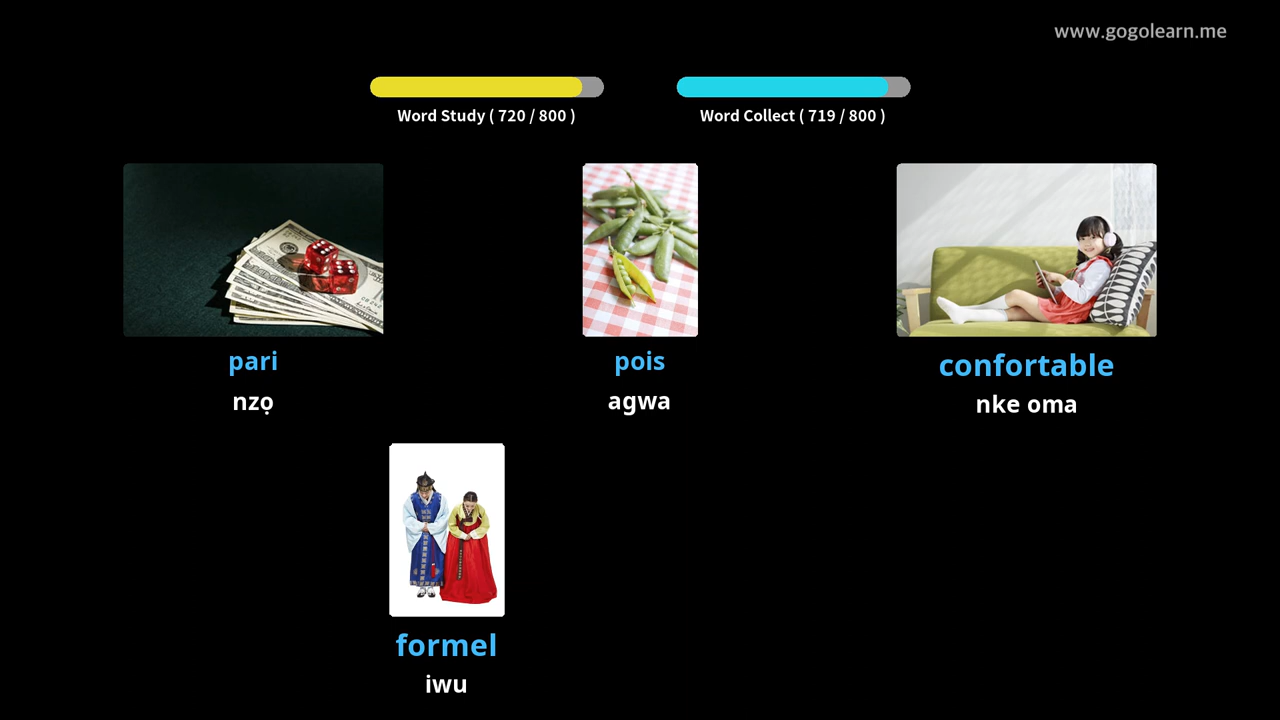 www.gogolearn.me
Word Study ( 720 / 800 )
Word Collect ( 719 / 800 )
pari
nzọ
pois
agwa
confortable
nke oma
formel
iwu